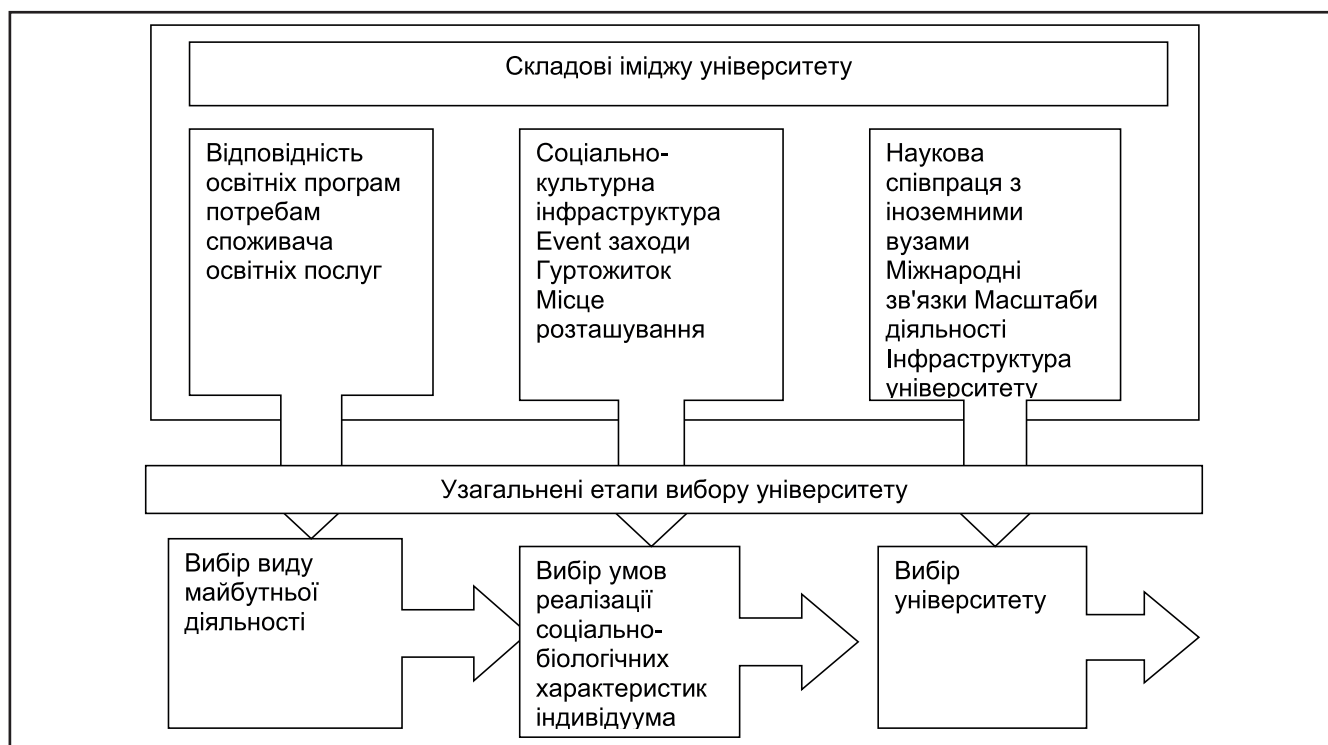 Складові іміджу університету
Відповідність
освітніх програм
потребам
споживача
освітніх послуг
Соціально-
культурна
інфраструктура
Event заходи
Гуртожиток
Місце
розташування
Наукова
співпраця з
іноземними
вузами
Міжнародні
зв'язки Масштаби
діяльності
Інфраструктура
університету
Узагальнені етапи вибору університету
Вибір виду
майбутньої
діяльності
Вибір умов
реалізації
соціально-
біологічних
характеристик
індивідуума
Вибір
університету